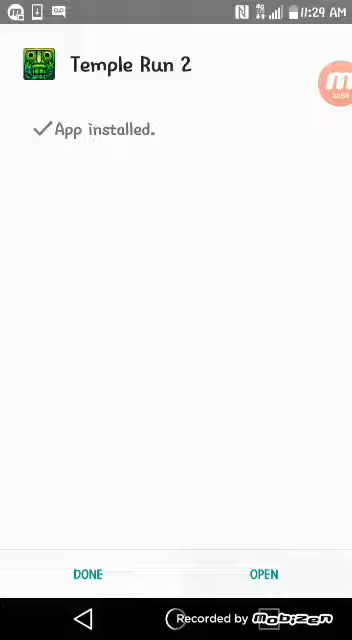 11:29 AM
Temple Run 2
App installed.
DONE
OPEN
Recorded by Mobizen